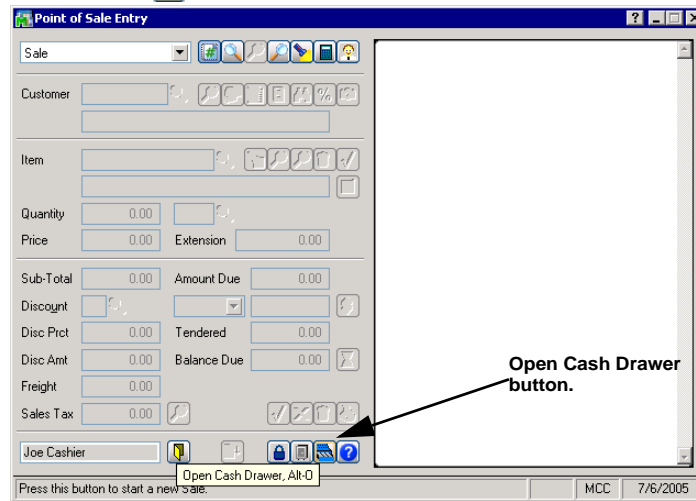 Point of Sale Entry
Sale
Customer
Item
Quantity 0.00
Price 0.00 Extension 0.00
Sub-Total 0.00 Amount Due 0.00
Discount
Disc Prct 0.00 Tendered 0.00
Disc Amt 0.00 Balance Due 0.00
Freight 0.00
Sales Tax 0.00
Open Cash Drawer
button.
Joe Cashier
Open Cash Drawer, Alt-O
Press this button to start a new Sale. MCC 7/6/2005